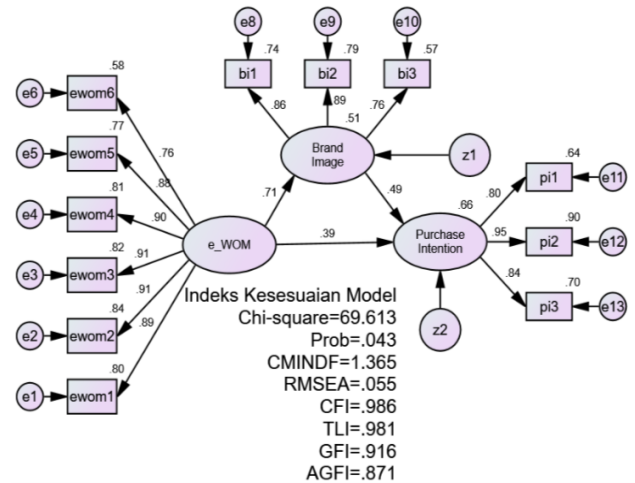 e8
e9
e10
.74
.79
.57
bi1
bi2
bi3
.58
e6
ewom6
.86
.89
.76
.51
.77
e5
ewom5
.76
Brand
Image
z1
.88
.81
e4
ewom4
.90
.71
.49
.64
pi1
e11
.80
.82
e3
ewom3
.91
e_WOM
.39
.66
Purchase
Intention
.95
.90
pi2
e12
.84
e2
ewom2
.91
.84
.70
pi3
e13
.89
z2
.80
e1
ewom1
Indeks Kesesuaian Model
Chi-square=69.613
Prob=.043
CMINDF=1.365
RMSEA=.055
CFI=.986
TLI=.981
GFI=.916
AGFI=.871